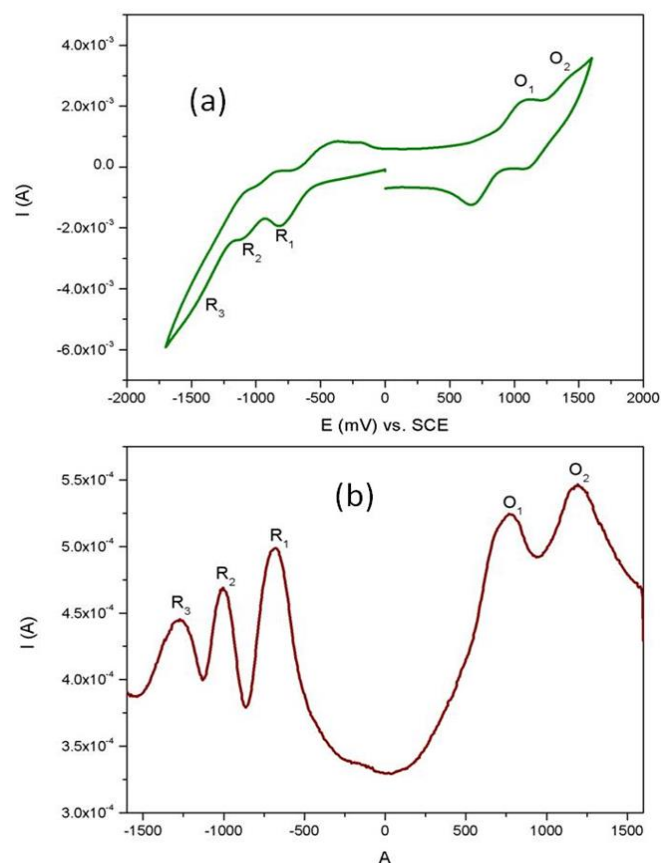 4.0x10⁻³
2.0x10⁻³
0.0
-2.0x10⁻³
-4.0x10⁻³
-6.0x10⁻³
I (A)
(a)
O₁
O₂
R₁
R₂
R₃
-2000 -1500 -1000 -500 0 500 1000 1500 2000
E (mV) vs. SCE
5.5x10⁻⁴
5.0x10⁻⁴
4.5x10⁻⁴
4.0x10⁻⁴
3.5x10⁻⁴
3.0x10⁻⁴
I (A)
(b)
R₃
R₂
R₁
O₁
O₂
-1500 -1000 -500 0 500 1000 1500
A